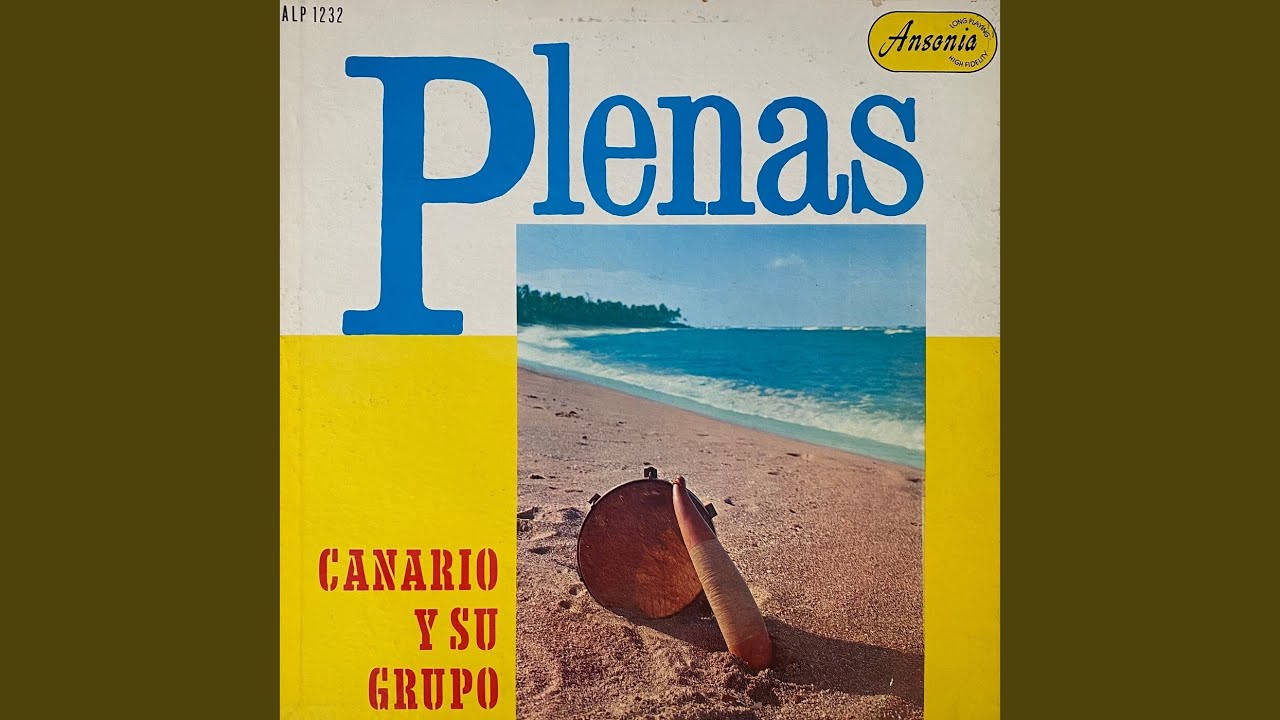 ALP 1232
Ansonia
LONG PLAYING
HIGH FIDELITY
Plenas
CANARIO
Y SU
GRUPO